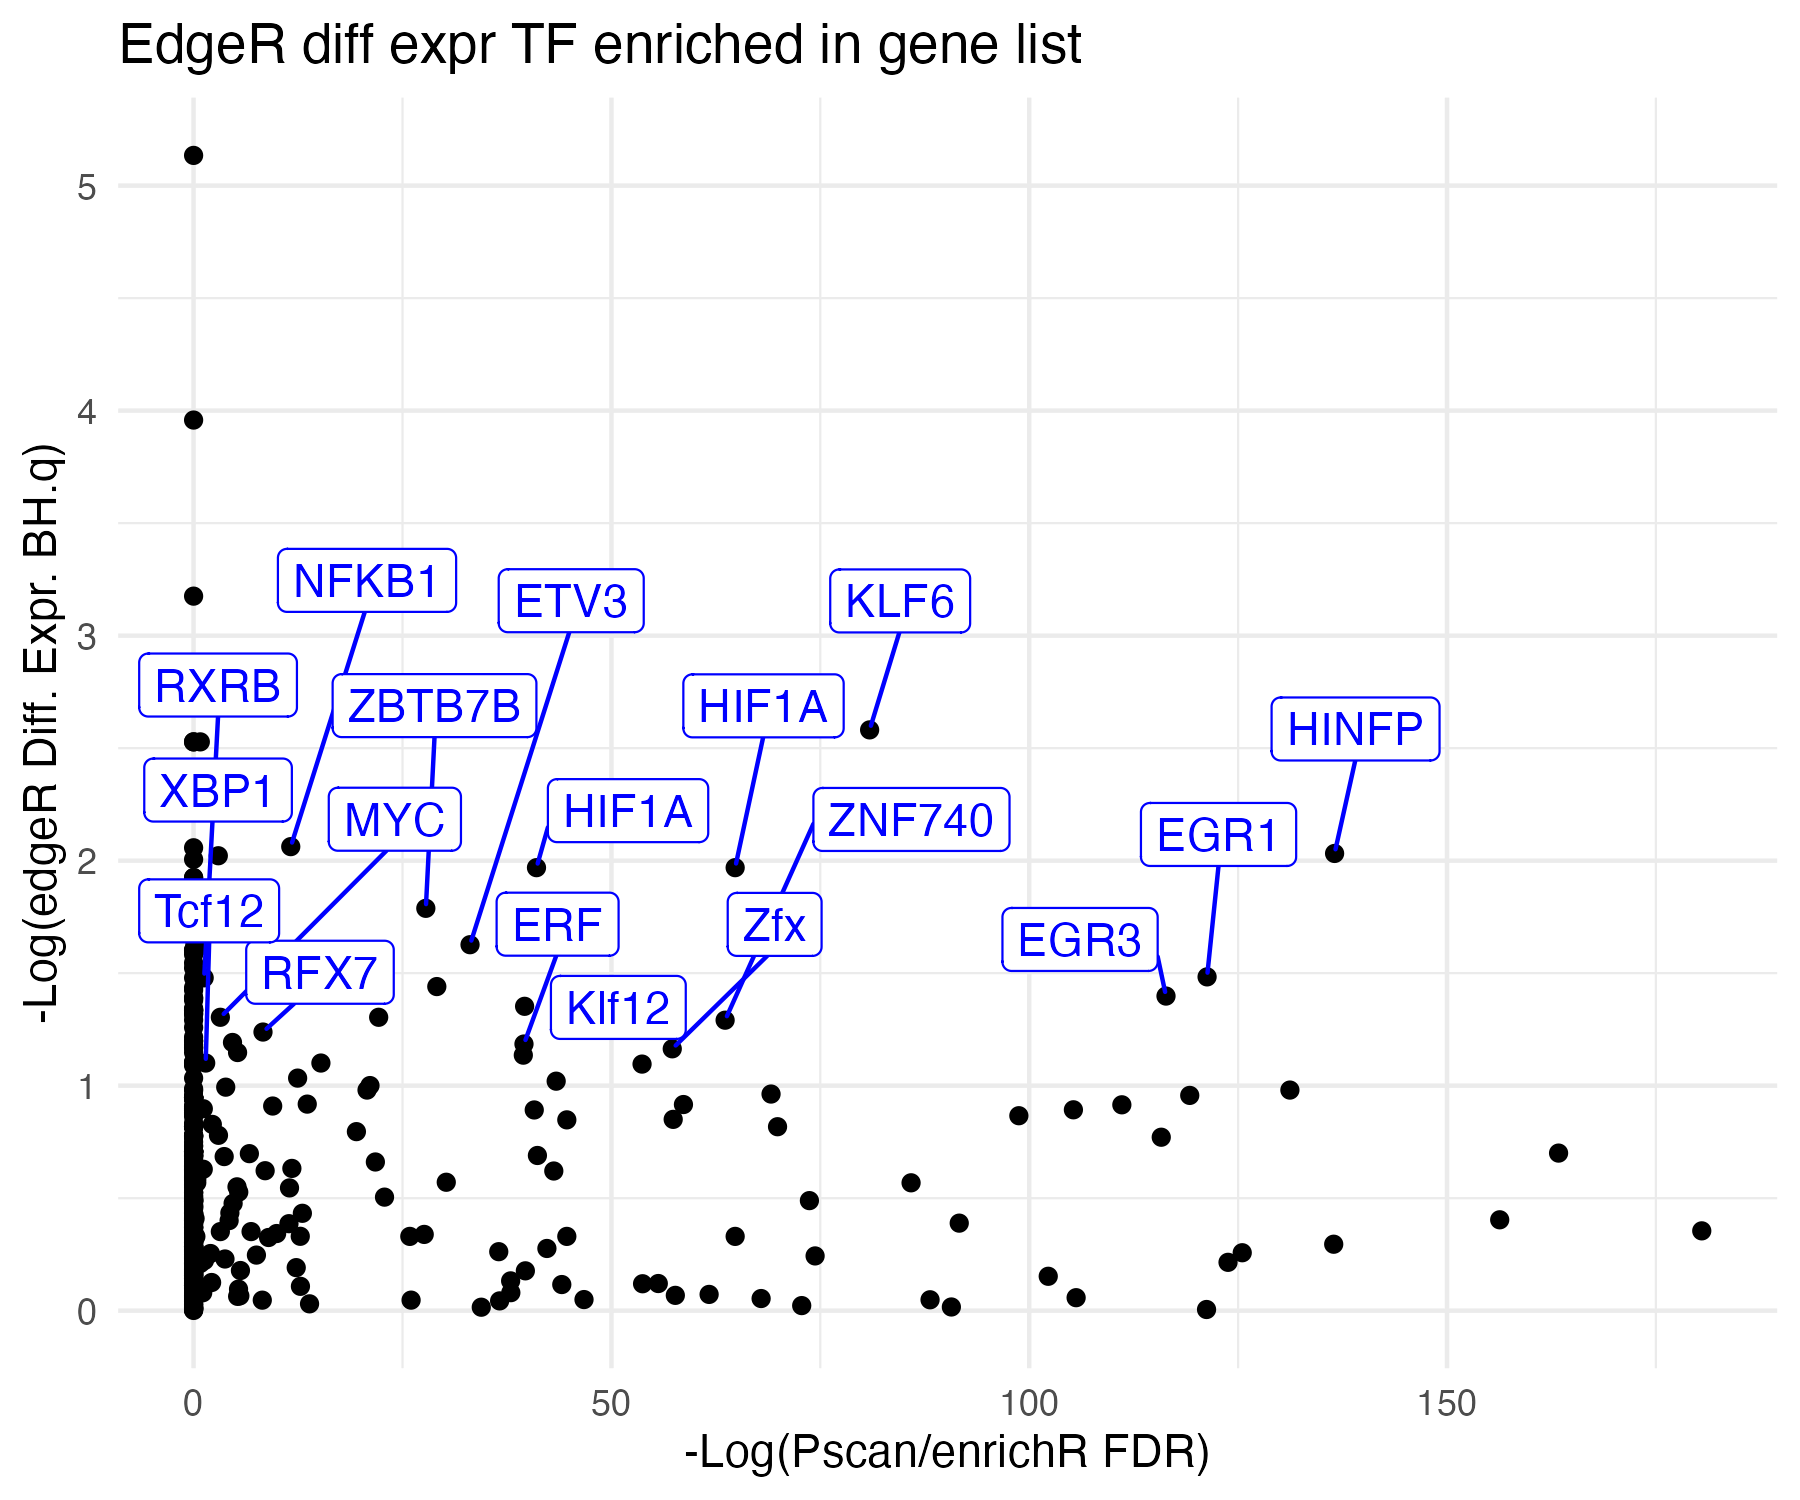 EdgeR diff expr TF enriched in gene list
-Log(edgeR Diff. Expr. BH.q)
5
4
3
2
1
0
NFKB1
ETV3
KLF6
RXRB
ZBTB7B
HIF1A
HINFP
XBP1
MYC
HIF1A
ZNF740
EGR1
Tcf12
ERF
Zfx
EGR3
RFX7
Klf12
0
50
100
150
-Log(Pscan/enrichR FDR)